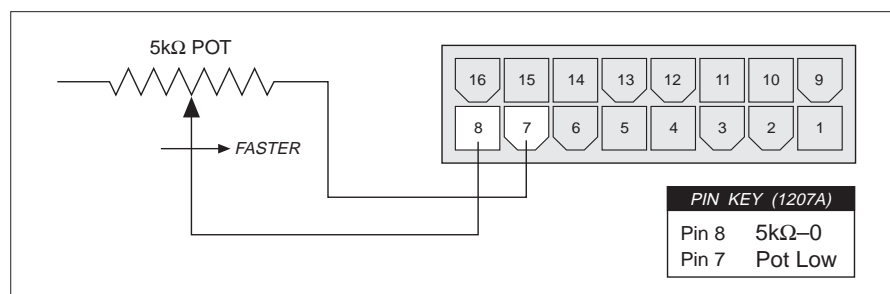 5kΩ POT
FASTER
16 15 14 13 12 11 10 9
8 7 6 5 4 3 2 1
PIN KEY (1207A)
Pin 8 5kΩ–0
Pin 7 Pot Low